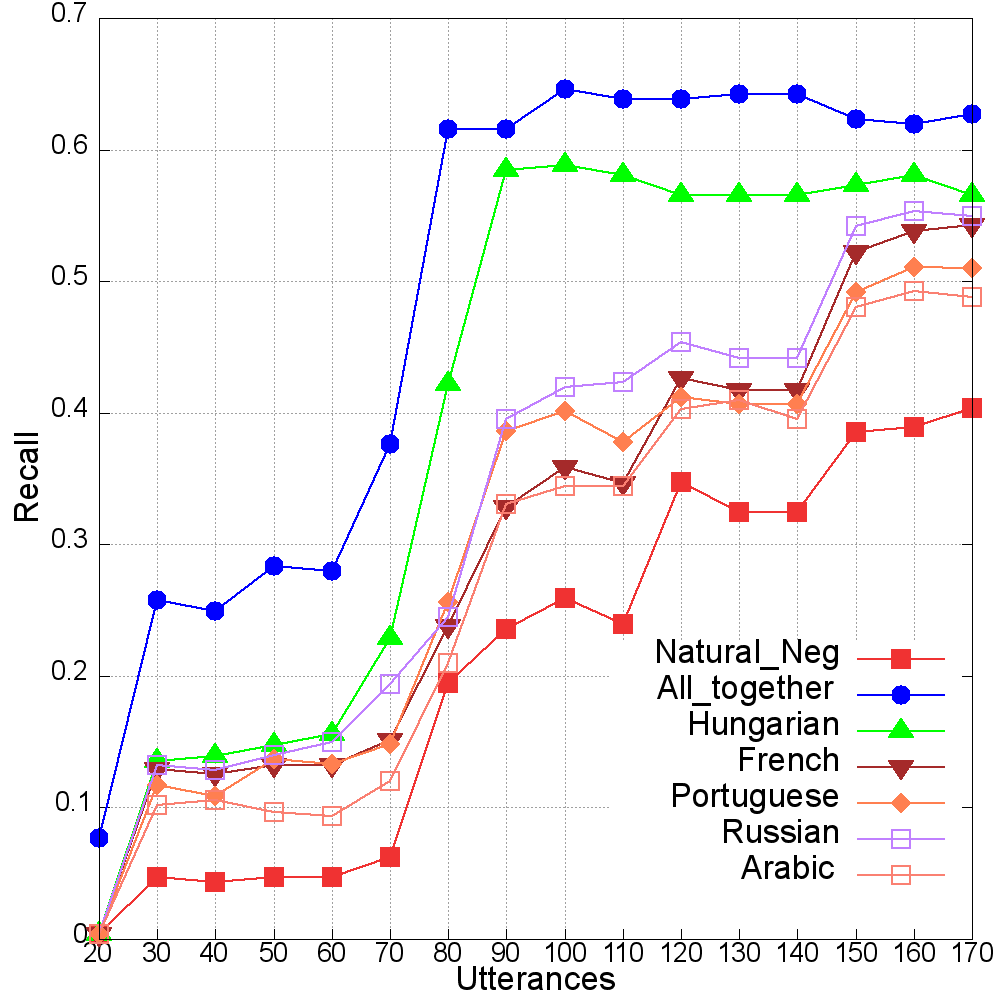 0.7
0.6
0.5
0.4
0.3
0.2
0.1
0
Recall
Natural_Neg
All_together
Hungarian
French
Portuguese
Russian
Arabic
20 30 40 50 60 70 80 90 100 110 120 130 140 150 160 170
Utterances